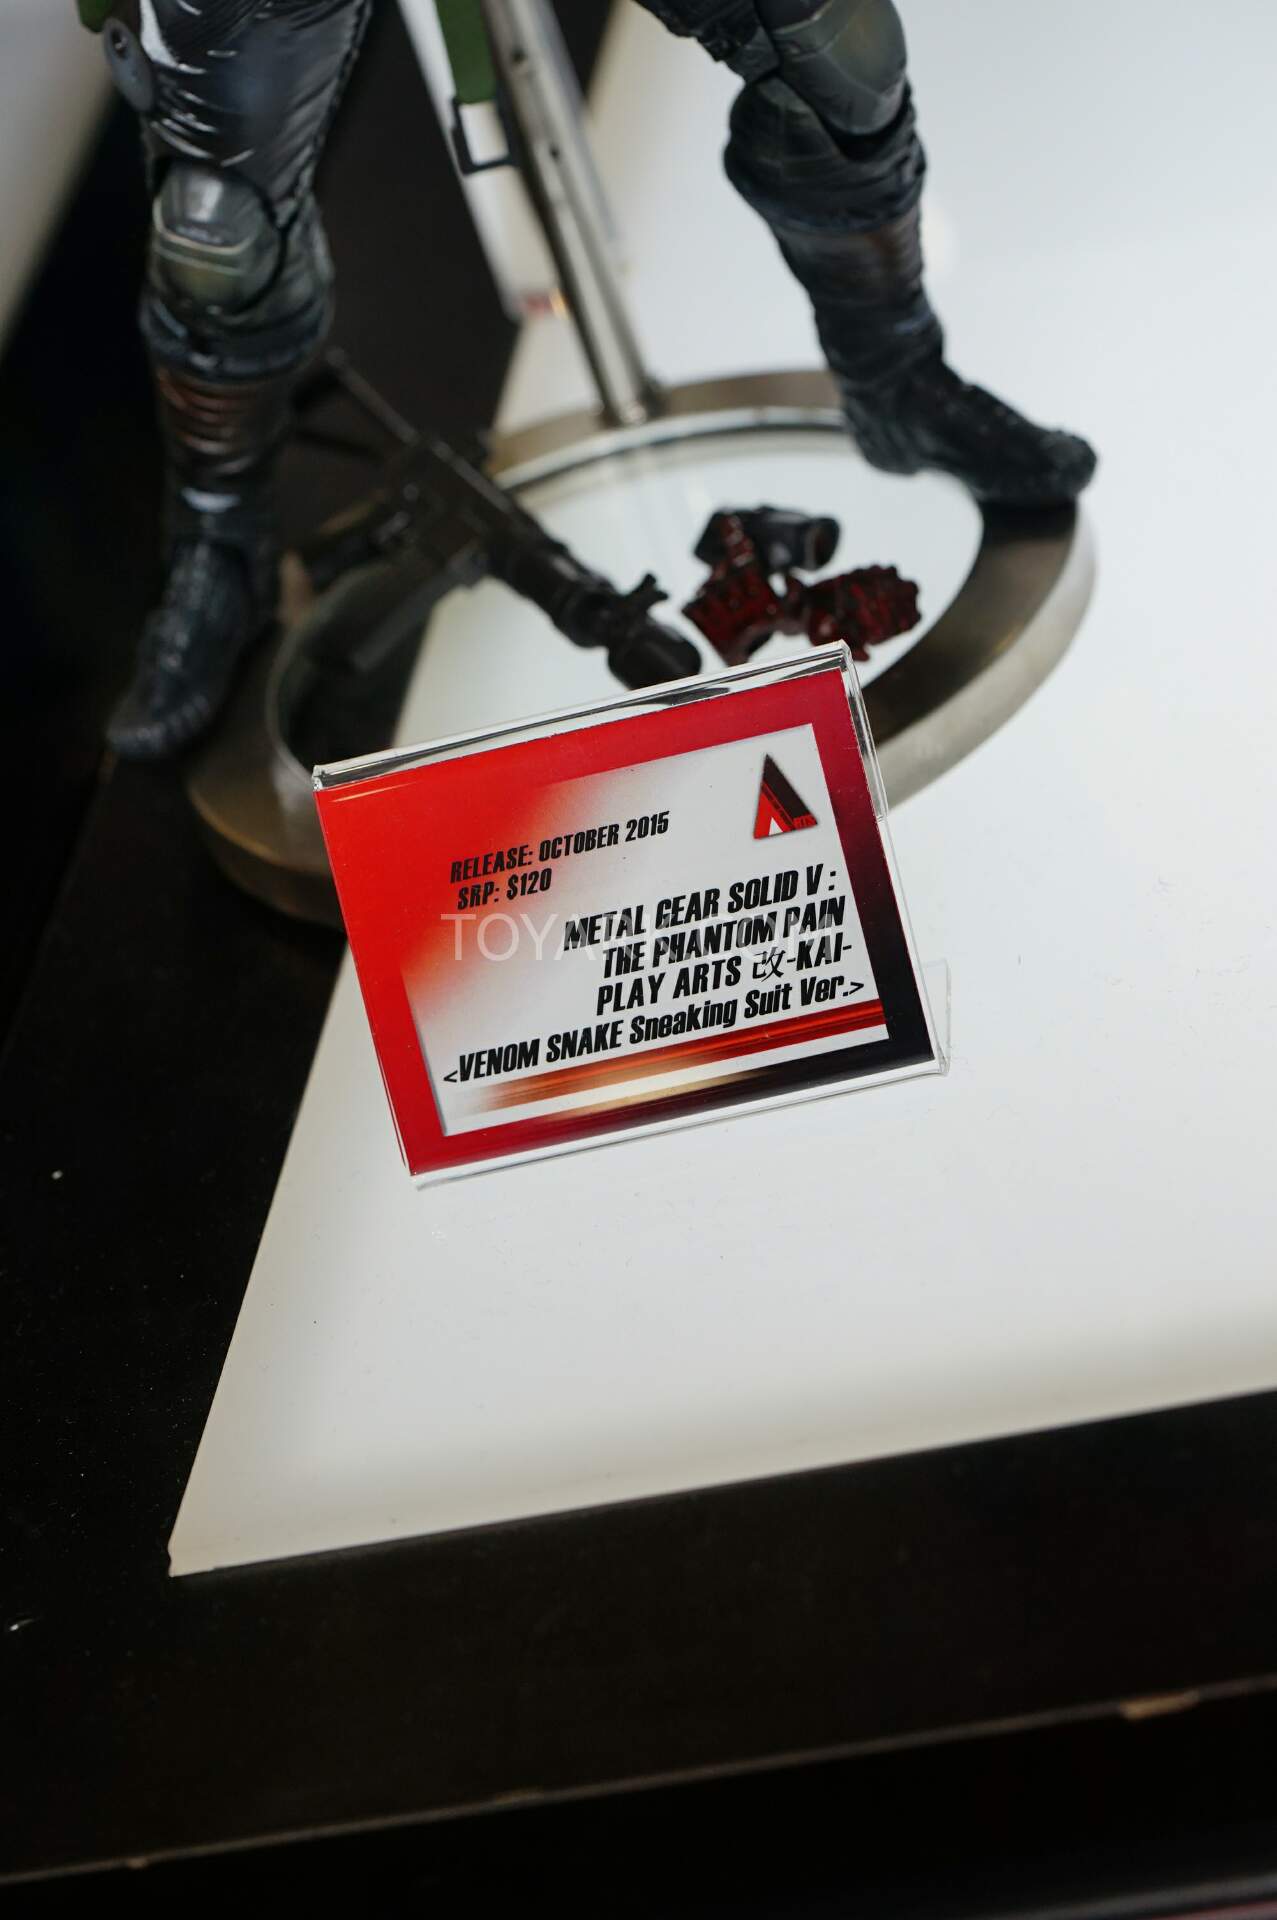 ARTS
RELEASE: OCTOBER 2015
SRP: $120
METAL GEAR SOLID V :
THE PHANTOM PAIN
PLAY ARTS 改-KAI-
<VENOM SNAKE Sneaking Suit Ver.>